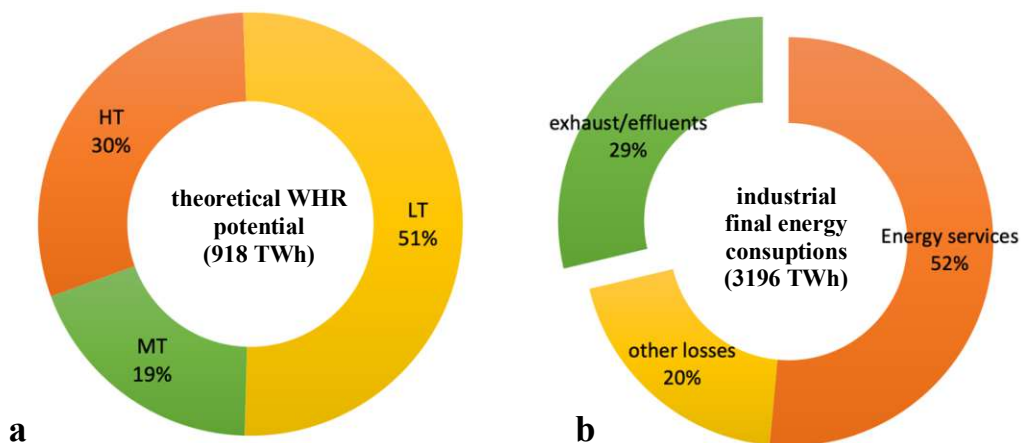 HT
30%
theoretical WHR
potential
(918 TWh)
LT
51%
MT
19%
a
exhaust/effluents
29%
industrial
final energy
consuptions
(3196 TWh)
Energy services
52%
other losses
20%
b